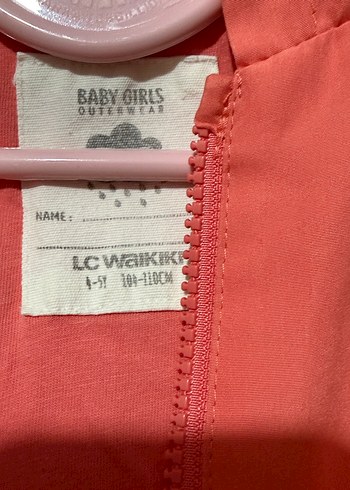 BABY GIRLS
OUTERWEAR
NAME:
LC WAIKIKI
4-5Y 104-110CM